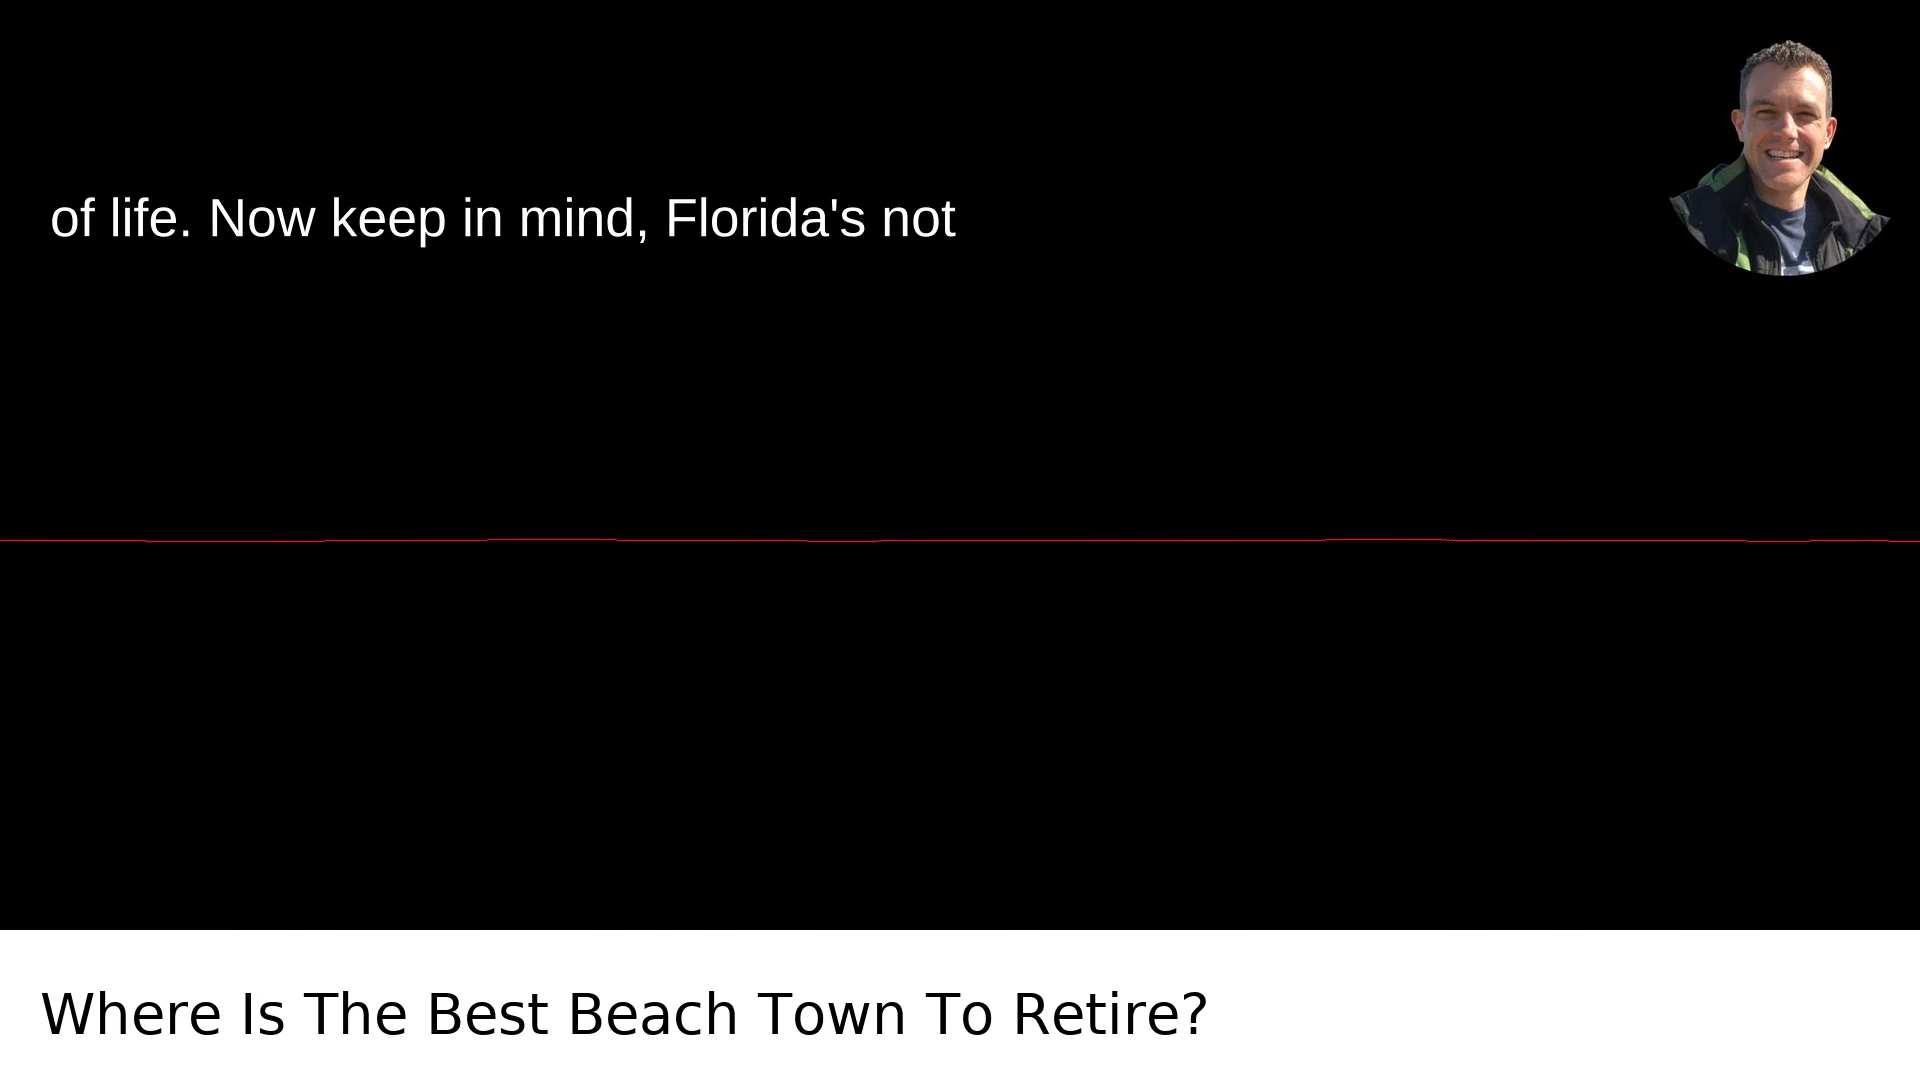 of life. Now keep in mind, Florida's not
Where Is The Best Beach Town To Retire?